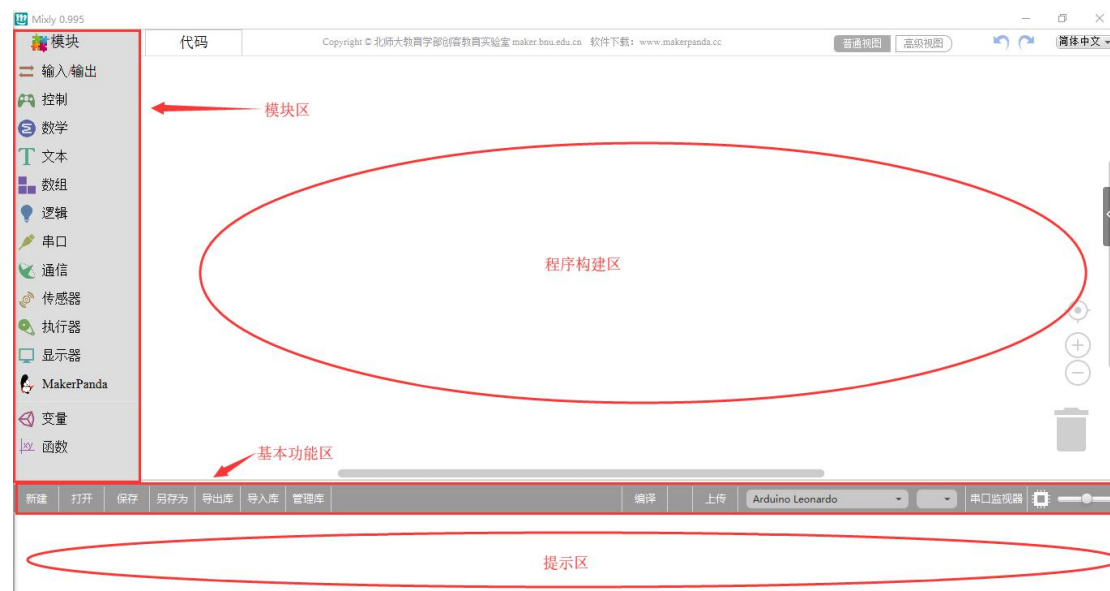 Mixly 0.995
模块
代码
Copyright © 北师大教育学部创客教育实验室 maker.bnu.edu.cn 软件下载：www.makerpanda.cc
普通视图
高级视图
简体中文
输入/输出
控制
数学
文本
数组
逻辑
串口
通信
传感器
执行器
显示器
MakerPanda
变量
xy 函数
模块区
程序构建区
基本功能区
新建 打开 保存 另存为 导出库 导入库 管理库 编译 上传 Arduino Leonardo 串口监视器
提示区